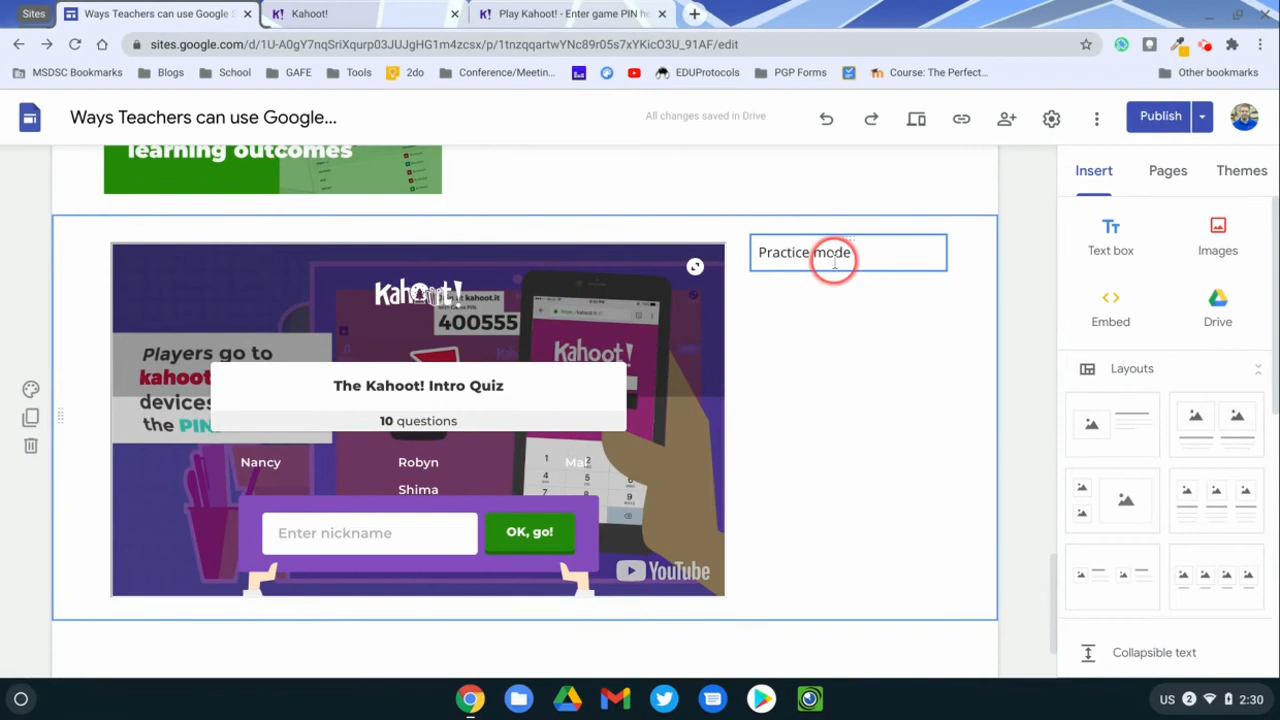 Sites
Ways Teachers can use Google S
Kahoot!
Play Kahoot! - Enter game PIN he
sites.google.com/d/1U-A0gY7nqSriXqurp03JUJgHG1m4zcsx/p/1tnzqqartwYNc89r05s7xYKicO3U_91AF/edit
MSDSC Bookmarks
Blogs
School
GAFE
Tools
2do
Conference/Meetin...
EDUProtocols
PGP Forms
Course: The Perfect...
Other bookmarks
Ways Teachers can use Google...
All changes saved in Drive
Publish
learning outcomes
Insert
Pages
Themes
Text box
Images
Embed
Drive
Layouts
Collapsible text
Practice mode
Kahoot!
400555
Kahoot!
Players go to
kahoot
devices
the PIN
The Kahoot! Intro Quiz
10 questions
Nancy
Robyn
Mal
Shima
Enter nickname
OK, go!
YouTube
US
2
2:30